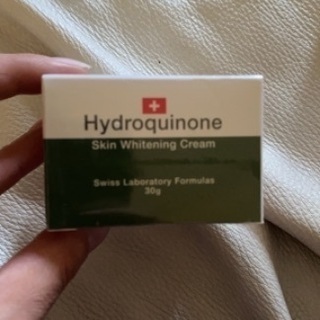 Hydroquinone
Skin Whitening Cream
Swiss Laboratory Formulas
30g